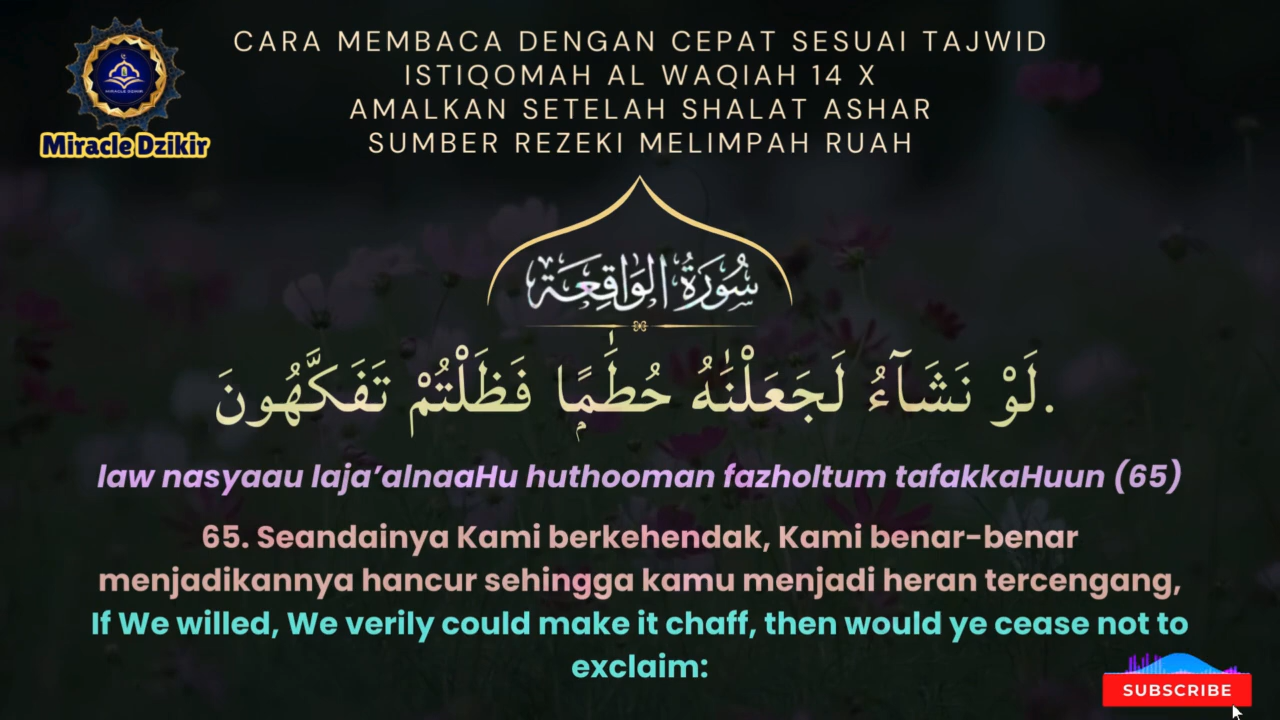 CARA MEMBACA DENGAN CEPAT SESUAI TAJWID
ISTIQOMAH AL WAQIAH 14 X
AMALKAN SETELAH SHALAT ASHAR
SUMBER REZEKI MELIMPAH RUAH
MIRACLE DZIKIR
Miracle Dzikir
سُورَةُ الوَاقِعَة
لَوْ نَشَآءُ لَجَعَلْنَٰهُ حُطَٰمًۭا فَظَلْتُمْ تَفَكَّهُونَ.
law nasyaau laja’alnaaHu huthooman fazholtum tafakkaHuun (65)
65. Seandainya Kami berkehendak, Kami benar-benar
menjadikannya hancur sehingga kamu menjadi heran tercengang,
If We willed, We verily could make it chaff, then would ye cease not to
exclaim:
SUBSCRIBE